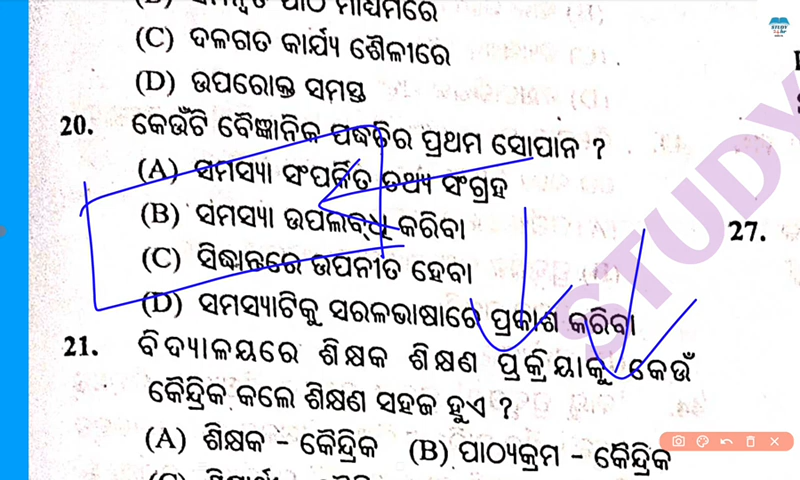 (C) ଦଳଗତ କାର୍ଯ୍ୟ ଶୈଳୀରେ
(D) ଉପରୋକ୍ତ ସମସ୍ତ
20. କେଉଁଟି ବୈଜ୍ଞାନିକ ପଦ୍ଧତିର ପ୍ରଥମ ସୋପାନ ?
(A) ସମସ୍ୟା ସଂପର୍କିତ ତଥ୍ୟ ସଂଗ୍ରହ
(B) ସମସ୍ୟା ଉପଲବ୍ଧି କରିବା
27.
(C) ସିଦ୍ଧାନ୍ତରେ ଉପନୀତ ହେବା
(D) ସମସ୍ୟାଟିକୁ ସରଳଭାଷାରେ ପ୍ରକାଶ କରିବା
21. ବିଦ୍ୟାଳୟରେ ଶିକ୍ଷକ ଶିକ୍ଷଣ ପ୍ରକ୍ରିୟାକୁ କେଉଁ
କୈନ୍ଦ୍ରିକ କଲେ ଶିକ୍ଷଣ ସହଜ ହୁଏ ?
(A) ଶିକ୍ଷକ - କୈନ୍ଦ୍ରିକ (B) ପାଠ୍ୟକ୍ରମ - କୈନ୍ଦ୍ରିକ
STUDY